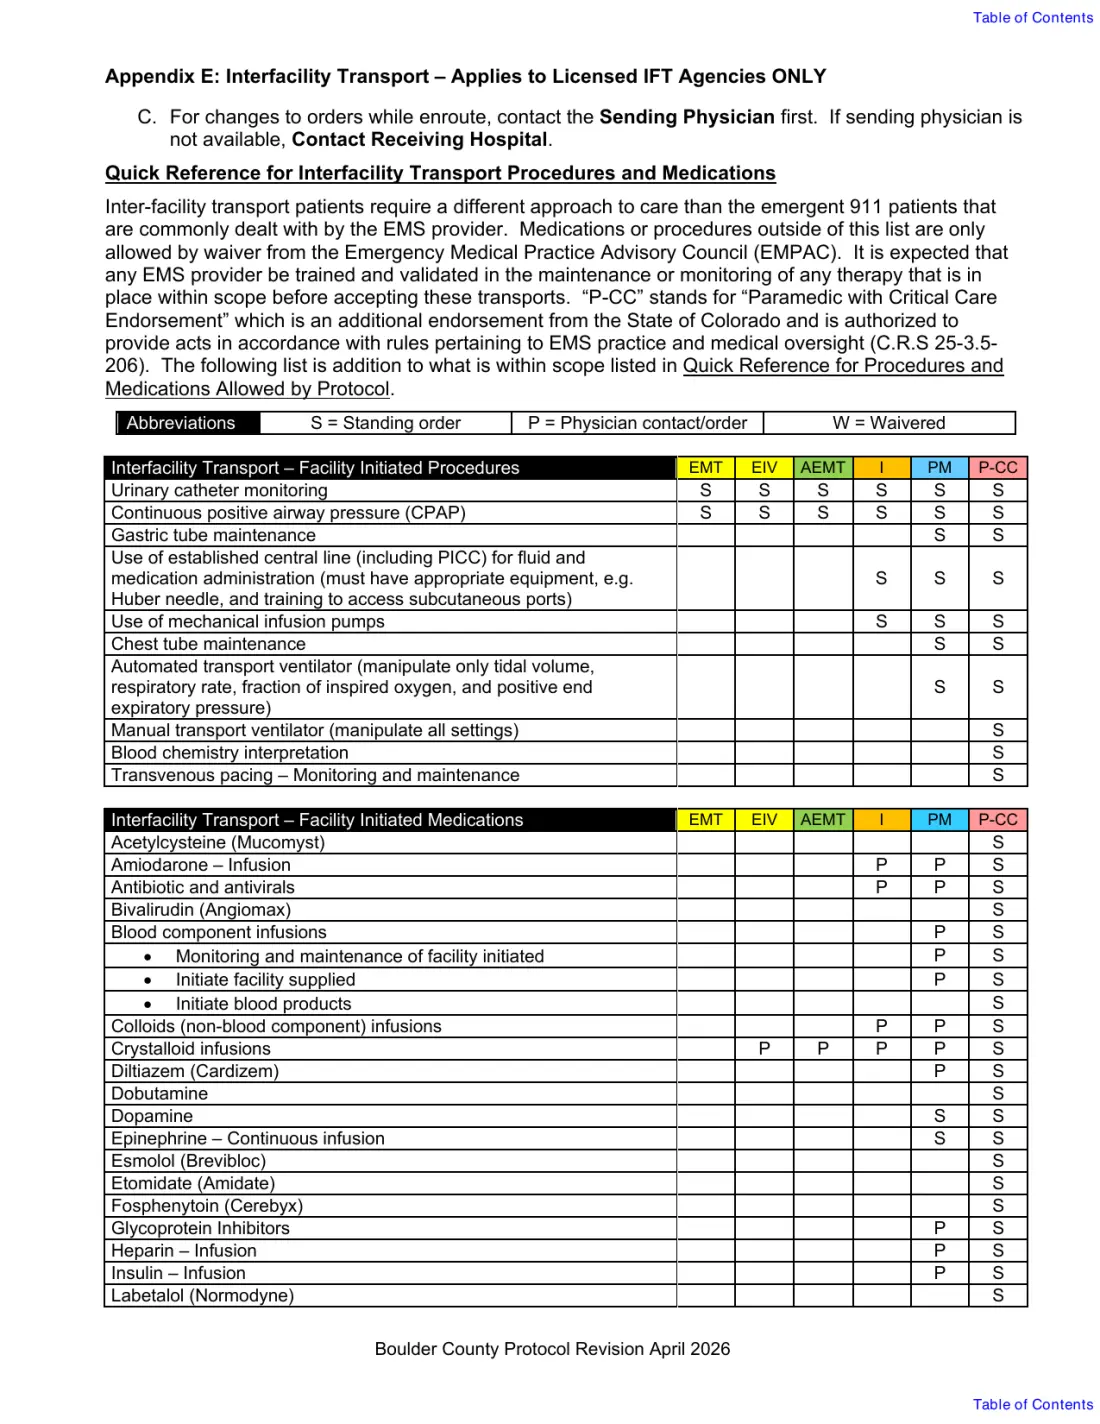 Table of Contents
Appendix E: Interfacility Transport – Applies to Licensed IFT Agencies ONLY
C. For changes to orders while enroute, contact the Sending Physician first. If sending physician is
not available, Contact Receiving Hospital.
Quick Reference for Interfacility Transport Procedures and Medications
Inter-facility transport patients require a different approach to care than the emergent 911 patients that
are commonly dealt with by the EMS provider. Medications or procedures outside of this list are only
allowed by waiver from the Emergency Medical Practice Advisory Council (EMPAC). It is expected that
any EMS provider be trained and validated in the maintenance or monitoring of any therapy that is in
place within scope before accepting these transports. “P-CC” stands for “Paramedic with Critical Care
Endorsement” which is an additional endorsement from the State of Colorado and is authorized to
provide acts in accordance with rules pertaining to EMS practice and medical oversight (C.R.S 25-3.5-
206). The following list is addition to what is within scope listed in Quick Reference for Procedures and
Medications Allowed by Protocol.
Abbreviations S = Standing order P = Physician contact/order W = Waivered
Interfacility Transport – Facility Initiated Procedures EMT EIV AEMT I PM P-CC
Urinary catheter monitoring S S S S S S
Continuous positive airway pressure (CPAP) S S S S S S
Gastric tube maintenance S S
Use of established central line (including PICC) for fluid and
medication administration (must have appropriate equipment, e.g. S S S
Huber needle, and training to access subcutaneous ports)
Use of mechanical infusion pumps S S S
Chest tube maintenance S S
Automated transport ventilator (manipulate only tidal volume,
respiratory rate, fraction of inspired oxygen, and positive end S S
expiratory pressure)
Manual transport ventilator (manipulate all settings) S
Blood chemistry interpretation S
Transvenous pacing – Monitoring and maintenance S
Interfacility Transport – Facility Initiated Medications EMT EIV AEMT I PM P-CC
Acetylcysteine (Mucomyst) S
Amiodarone – Infusion P P S
Antibiotic and antivirals P P S
Bivalirudin (Angiomax) S
Blood component infusions P S
• Monitoring and maintenance of facility initiated P S
• Initiate facility supplied P S
• Initiate blood products S
Colloids (non-blood component) infusions P P S
Crystalloid infusions P P P P S
Diltiazem (Cardizem) P S
Dobutamine S
Dopamine S S
Epinephrine – Continuous infusion S S
Esmolol (Brevibloc) S
Etomidate (Amidate) S
Fosphenytoin (Cerebyx) S
Glycoprotein Inhibitors P S
Heparin – Infusion P S
Insulin – Infusion P S
Labetalol (Normodyne) S
Boulder County Protocol Revision April 2026
Table of Contents